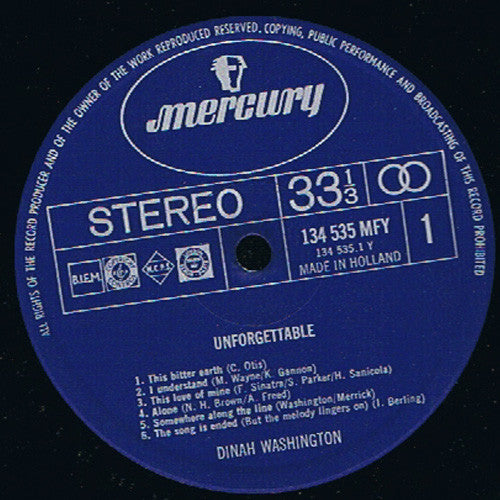 ALL RIGHTS OF THE RECORD PRODUCER AND OF THE OWNER OF THE WORK REPRODUCED RESERVED. COPYING, PUBLIC PERFORMANCE AND BROADCASTING OF THIS RECORD PROHIBITED
mercury
STEREO 33 1/3
134 535 MFY 1
134 535.1 Y
MADE IN HOLLAND
B.I.E.M. M.C.P.S.
UNFORGETTABLE
1. This bitter earth (C. Otis)
2. I understand (M. Wayne/K. Gannon)
3. This love of mine (F. Sinatra/S. Parker/H. Sanicola)
4. Alone (N. H. Brown/A. Freed)
5. Somewhere along the line (Washington/Merrick)
6. The song is ended (But the melody lingers on) (I. Berling)
DINAH WASHINGTON